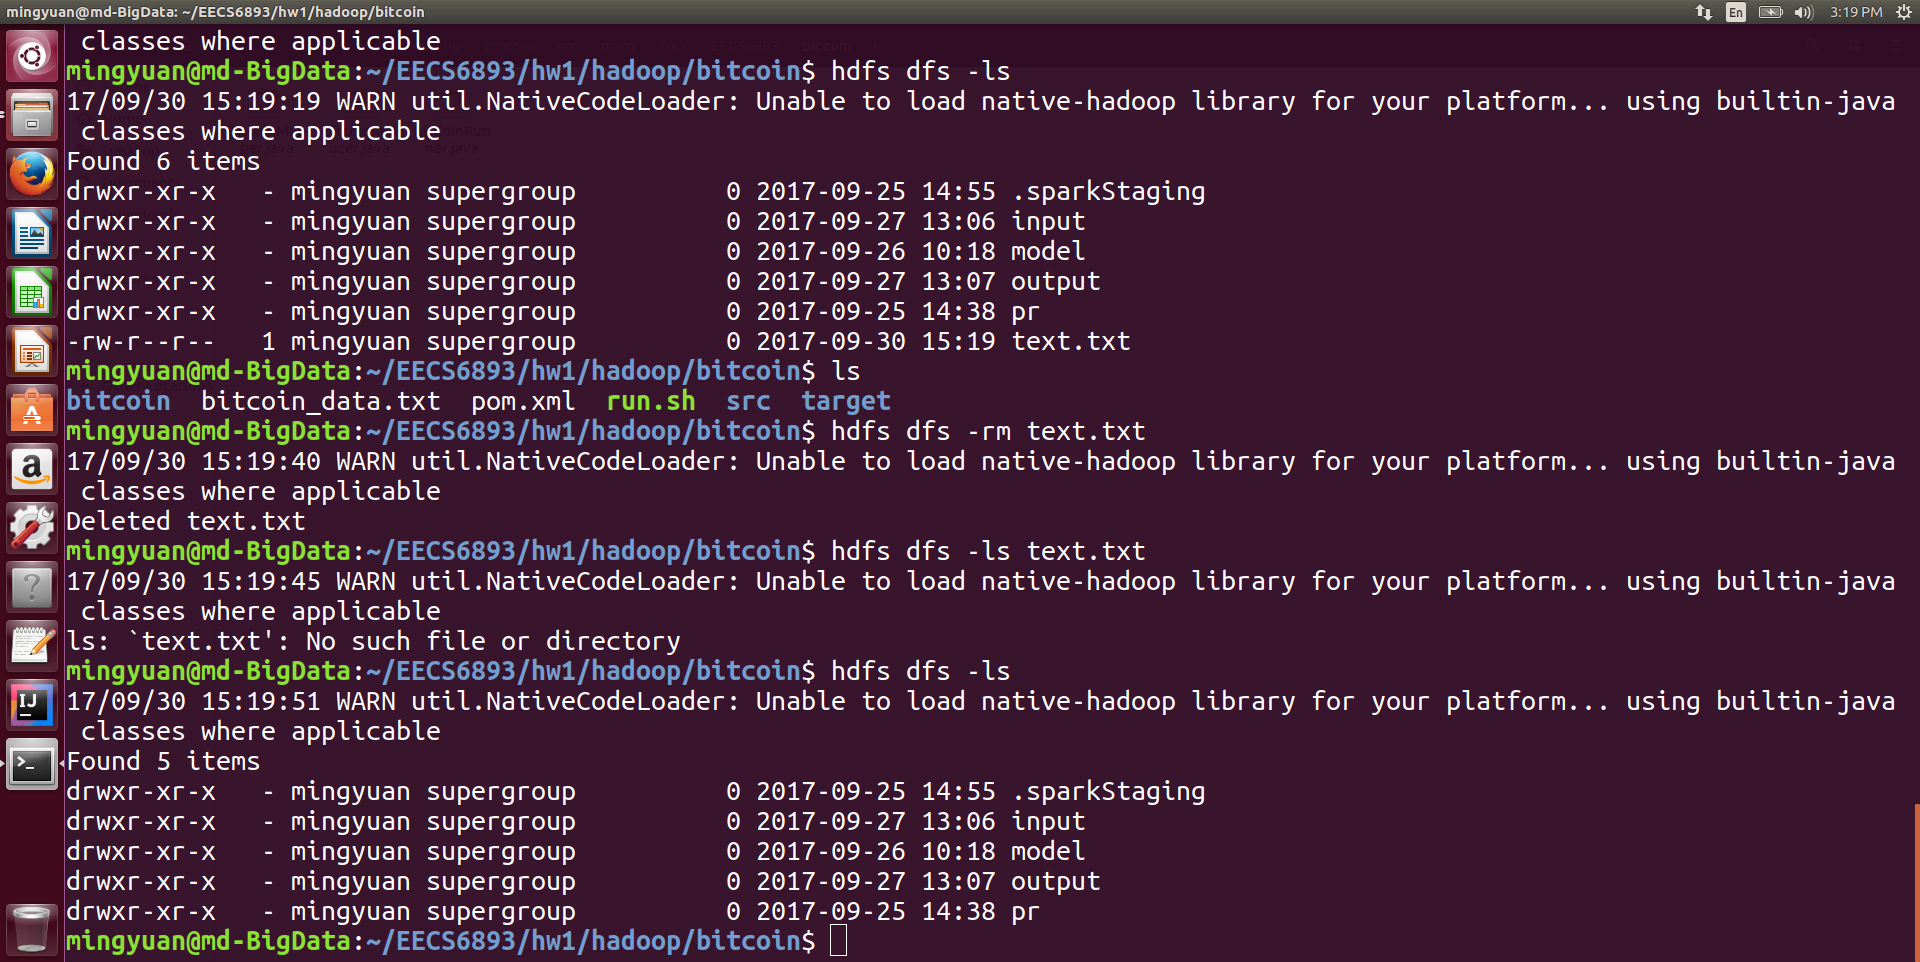 mingyuan@md-BigData: ~/EECS6893/hw1/hadoop/bitcoin
En
3:19 PM
 classes where applicable
mingyuan@md-BigData:~/EECS6893/hw1/hadoop/bitcoin$ hdfs dfs -ls
17/09/30 15:19:19 WARN util.NativeCodeLoader: Unable to load native-hadoop library for your platform... using builtin-java
 classes where applicable
Found 6 items
drwxr-xr-x   - mingyuan supergroup          0 2017-09-25 14:55 .sparkStaging
drwxr-xr-x   - mingyuan supergroup          0 2017-09-27 13:06 input
drwxr-xr-x   - mingyuan supergroup          0 2017-09-26 10:18 model
drwxr-xr-x   - mingyuan supergroup          0 2017-09-27 13:07 output
drwxr-xr-x   - mingyuan supergroup          0 2017-09-25 14:38 pr
-rw-r--r--   1 mingyuan supergroup          0 2017-09-30 15:19 text.txt
mingyuan@md-BigData:~/EECS6893/hw1/hadoop/bitcoin$ ls
bitcoin  bitcoin_data.txt  pom.xml  run.sh  src  target
mingyuan@md-BigData:~/EECS6893/hw1/hadoop/bitcoin$ hdfs dfs -rm text.txt
17/09/30 15:19:40 WARN util.NativeCodeLoader: Unable to load native-hadoop library for your platform... using builtin-java
 classes where applicable
Deleted text.txt
mingyuan@md-BigData:~/EECS6893/hw1/hadoop/bitcoin$ hdfs dfs -ls text.txt
17/09/30 15:19:45 WARN util.NativeCodeLoader: Unable to load native-hadoop library for your platform... using builtin-java
 classes where applicable
ls: `text.txt': No such file or directory
mingyuan@md-BigData:~/EECS6893/hw1/hadoop/bitcoin$ hdfs dfs -ls
17/09/30 15:19:51 WARN util.NativeCodeLoader: Unable to load native-hadoop library for your platform... using builtin-java
 classes where applicable
Found 5 items
drwxr-xr-x   - mingyuan supergroup          0 2017-09-25 14:55 .sparkStaging
drwxr-xr-x   - mingyuan supergroup          0 2017-09-27 13:06 input
drwxr-xr-x   - mingyuan supergroup          0 2017-09-26 10:18 model
drwxr-xr-x   - mingyuan supergroup          0 2017-09-27 13:07 output
drwxr-xr-x   - mingyuan supergroup          0 2017-09-25 14:38 pr
mingyuan@md-BigData:~/EECS6893/hw1/hadoop/bitcoin$